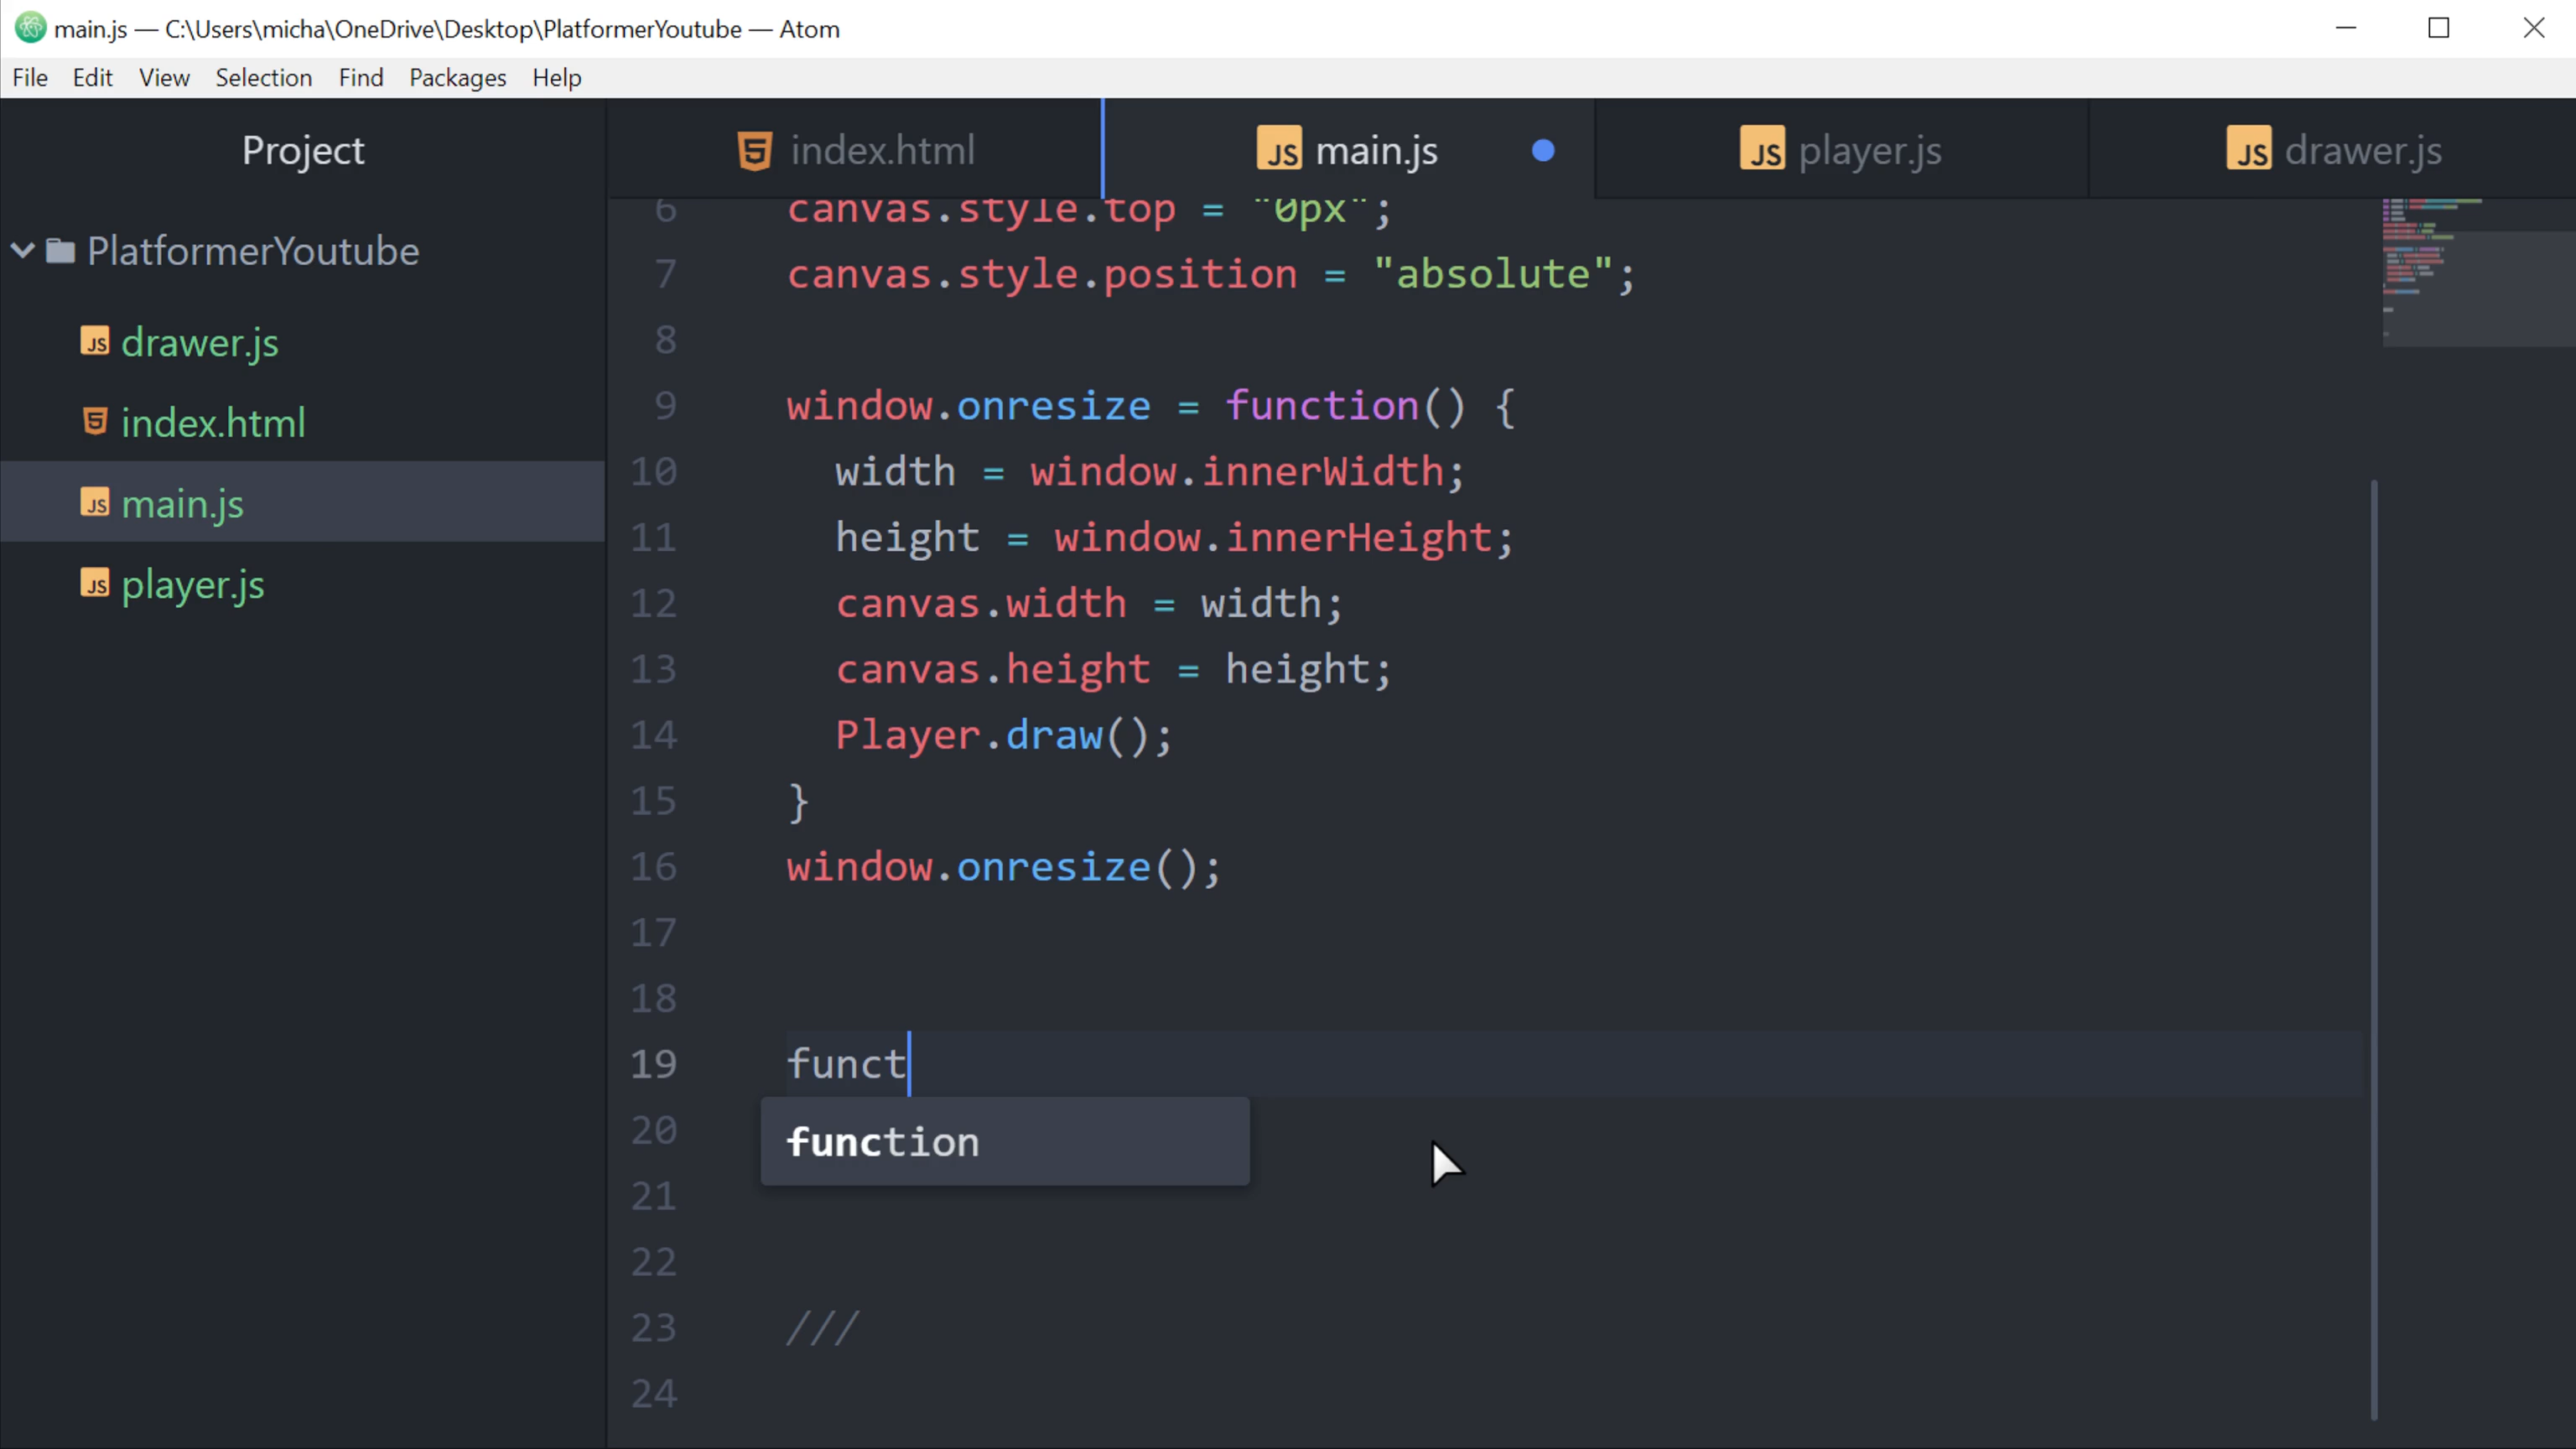 main.js — C:\Users\micha\OneDrive\Desktop\PlatformerYoutube — Atom
File Edit View Selection Find Packages Help
Project
PlatformerYoutube
drawer.js
index.html
main.js
player.js
index.html
main.js
player.js
drawer.js
6 canvas.style.top = "0px";
7 canvas.style.position = "absolute";
8
9 window.onresize = function() {
10 width = window.innerWidth;
11 height = window.innerHeight;
12 canvas.width = width;
13 canvas.height = height;
14 Player.draw();
15 }
16 window.onresize();
17
18
19 funct
20 function
21
22
23 ///
24